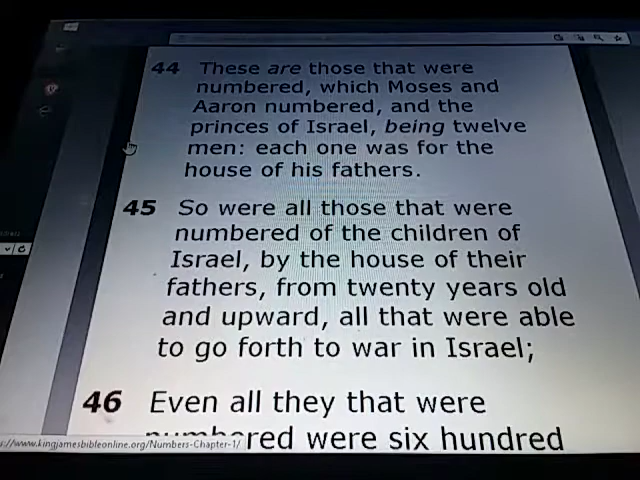 44 These are those that were
numbered, which Moses and
Aaron numbered, and the
princes of Israel, being twelve
men: each one was for the
house of his fathers.
45 So were all those that were
numbered of the children of
Israel, by the house of their
fathers, from twenty years old
and upward, all that were able
to go forth to war in Israel;
46 Even all they that were
numbered were six hundred
s://www.kingjamesbibleonline.org/Numbers-Chapter-1/